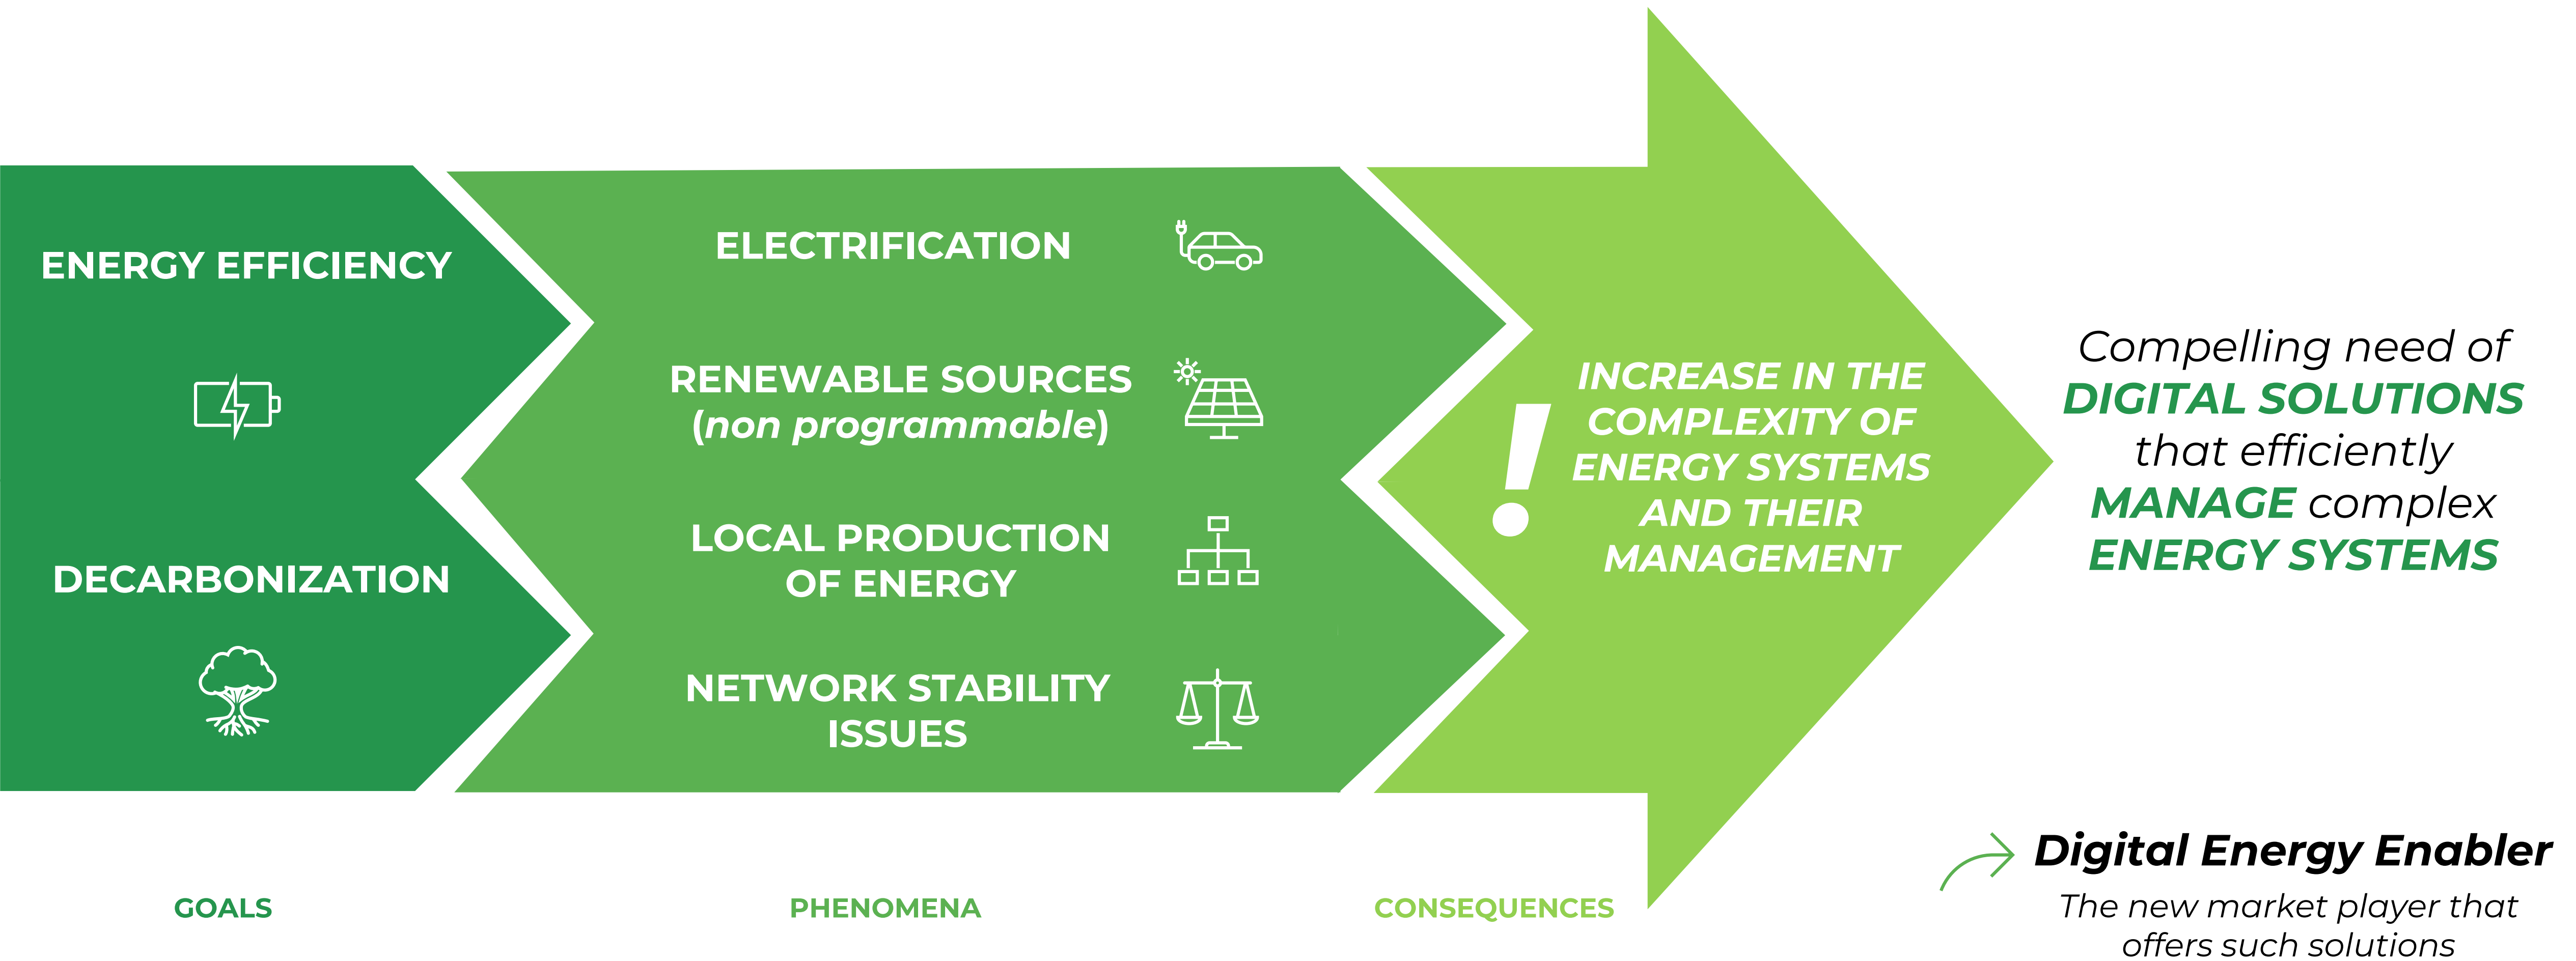 ENERGY EFFICIENCY
DECARBONIZATION
GOALS
ELECTRIFICATION
RENEWABLE SOURCES
(non programmable)
LOCAL PRODUCTION
OF ENERGY
NETWORK STABILITY
ISSUES
PHENOMENA
!
INCREASE IN THE
COMPLEXITY OF
ENERGY SYSTEMS
AND THEIR
MANAGEMENT
CONSEQUENCES
Compelling need of
DIGITAL SOLUTIONS
that efficiently
MANAGE complex
ENERGY SYSTEMS
Digital Energy Enabler
The new market player that
offers such solutions